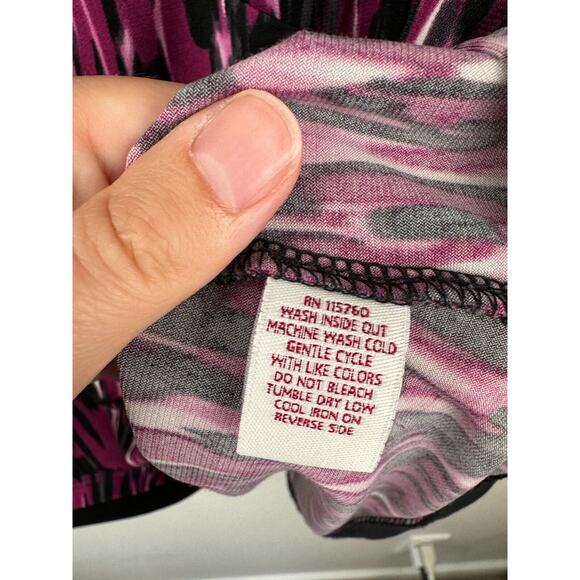 RN 115760
WASH INSIDE OUT
MACHINE WASH COLD
GENTLE CYCLE
WITH LIKE COLORS
DO NOT BLEACH
TUMBLE DRY LOW
COOL IRON ON
REVERSE SIDE